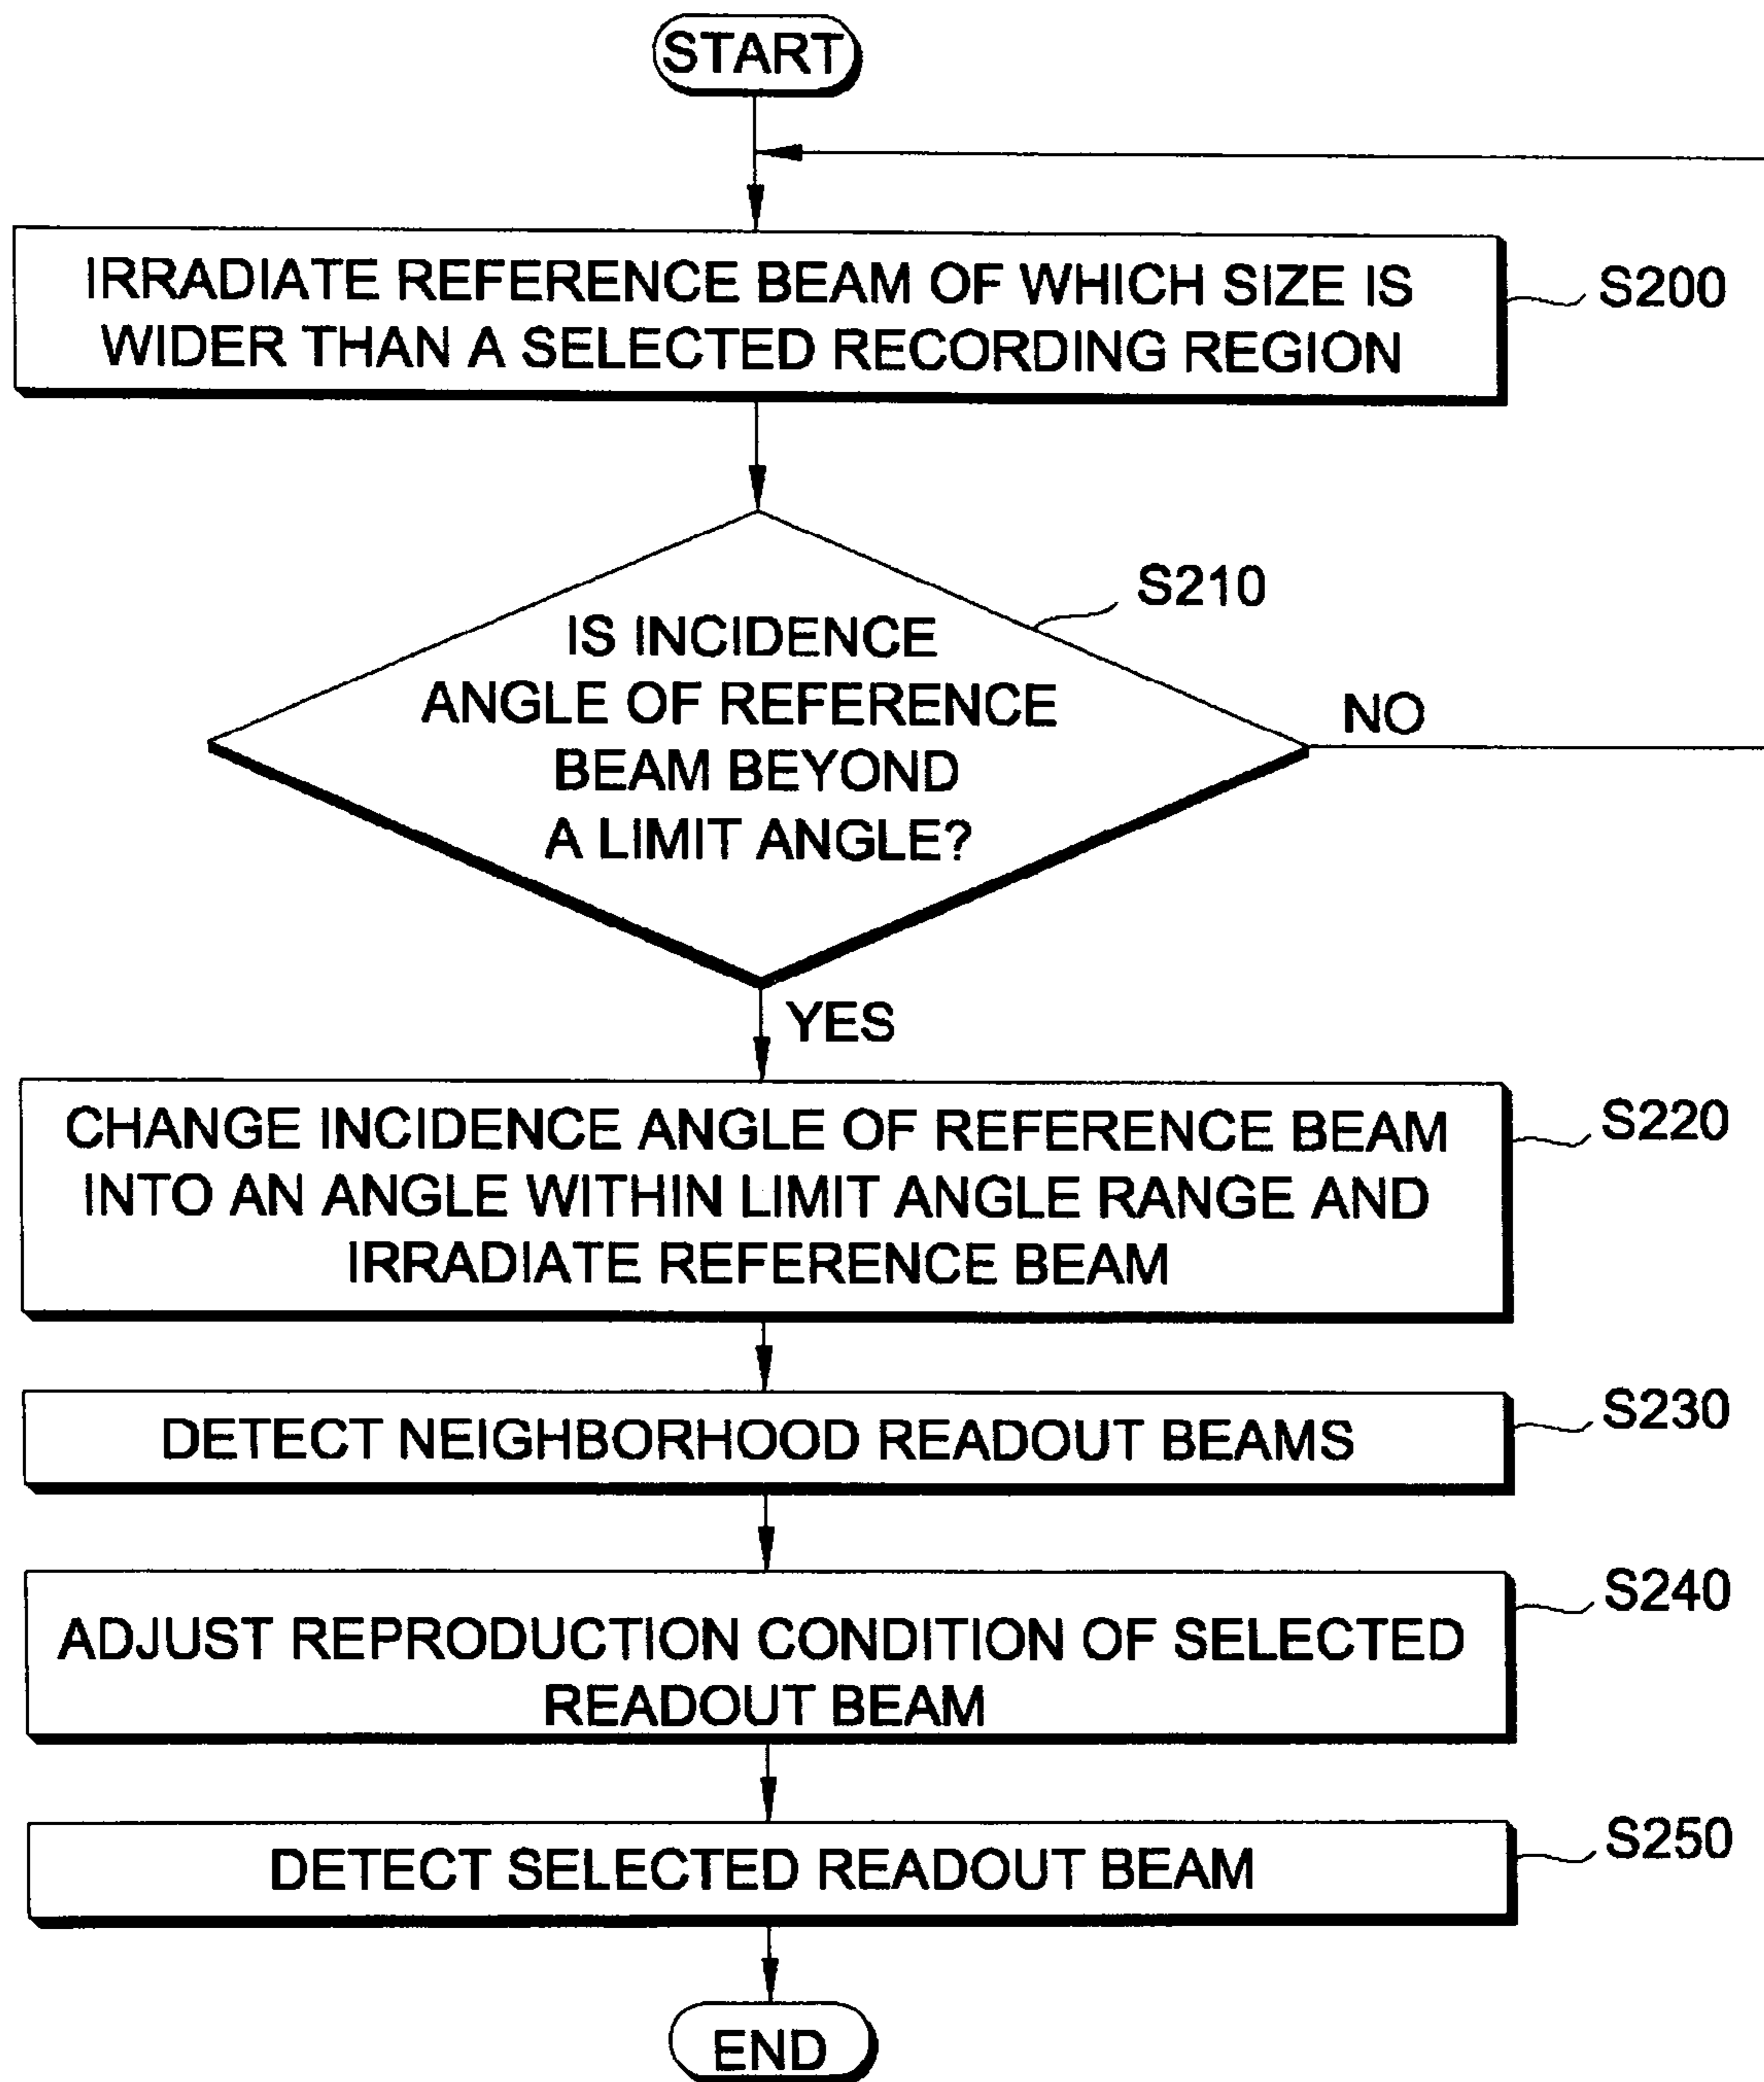 START
IRRADIATE REFERENCE BEAM OF WHICH SIZE IS
WIDER THAN A SELECTED RECORDING REGION
S200
S210
IS INCIDENCE
ANGLE OF REFERENCE
BEAM BEYOND
A LIMIT ANGLE?
NO
YES
CHANGE INCIDENCE ANGLE OF REFERENCE BEAM
INTO AN ANGLE WITHIN LIMIT ANGLE RANGE AND
IRRADIATE REFERENCE BEAM
S220
DETECT NEIGHBORHOOD READOUT BEAMS
S230
ADJUST REPRODUCTION CONDITION OF SELECTED
READOUT BEAM
S240
DETECT SELECTED READOUT BEAM
S250
END